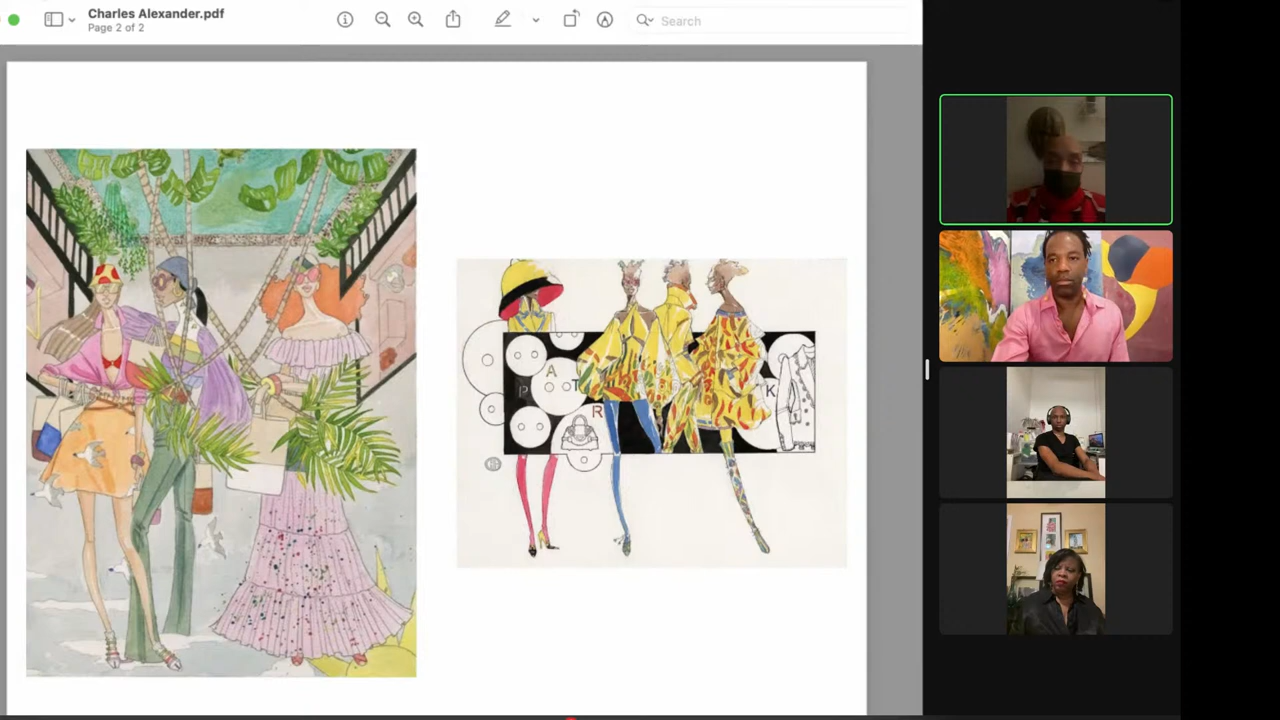 Charles Alexander.pdf
Page 2 of 2
Search
P A T
R
K